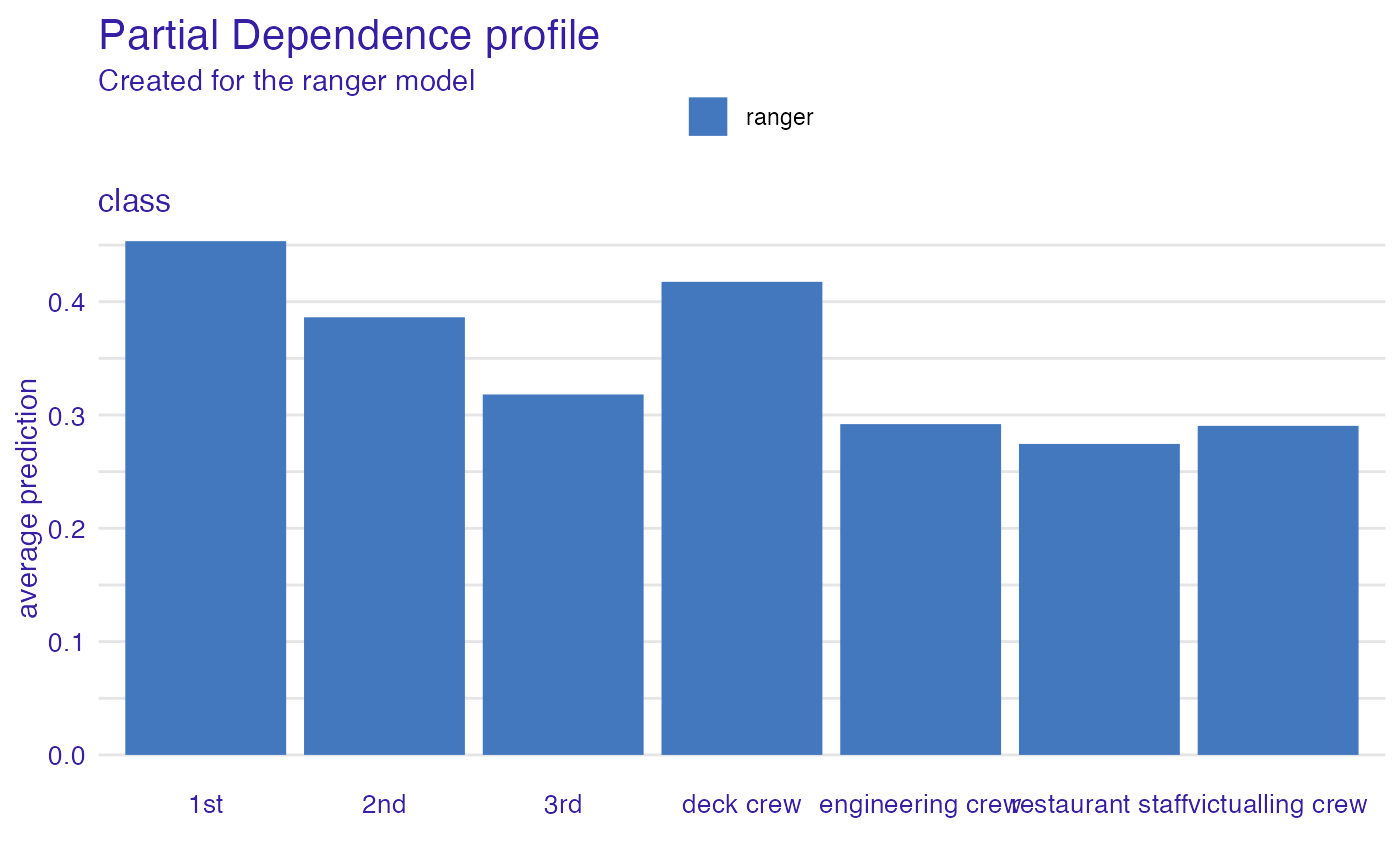 Partial Dependence profile
Created for the ranger model
ranger
class
average prediction
0.4
0.3
0.2
0.1
0.0
1st 2nd 3rd deck crew engineering crew restaurant staff victualling crew